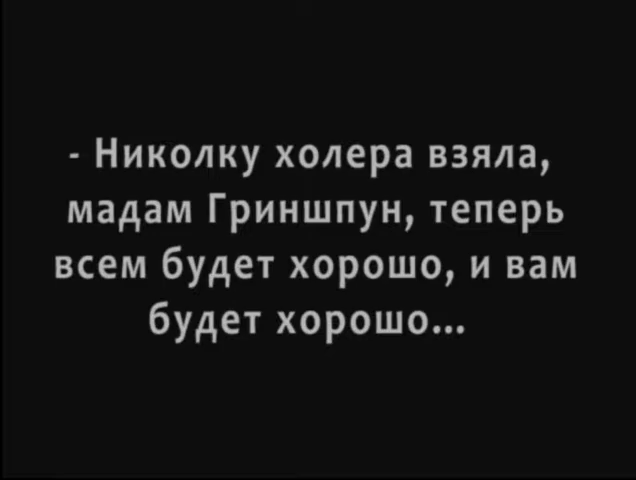 - Николку холера взяла,
мадам Гриншпун, теперь
всем будет хорошо, и вам
будет хорошо...